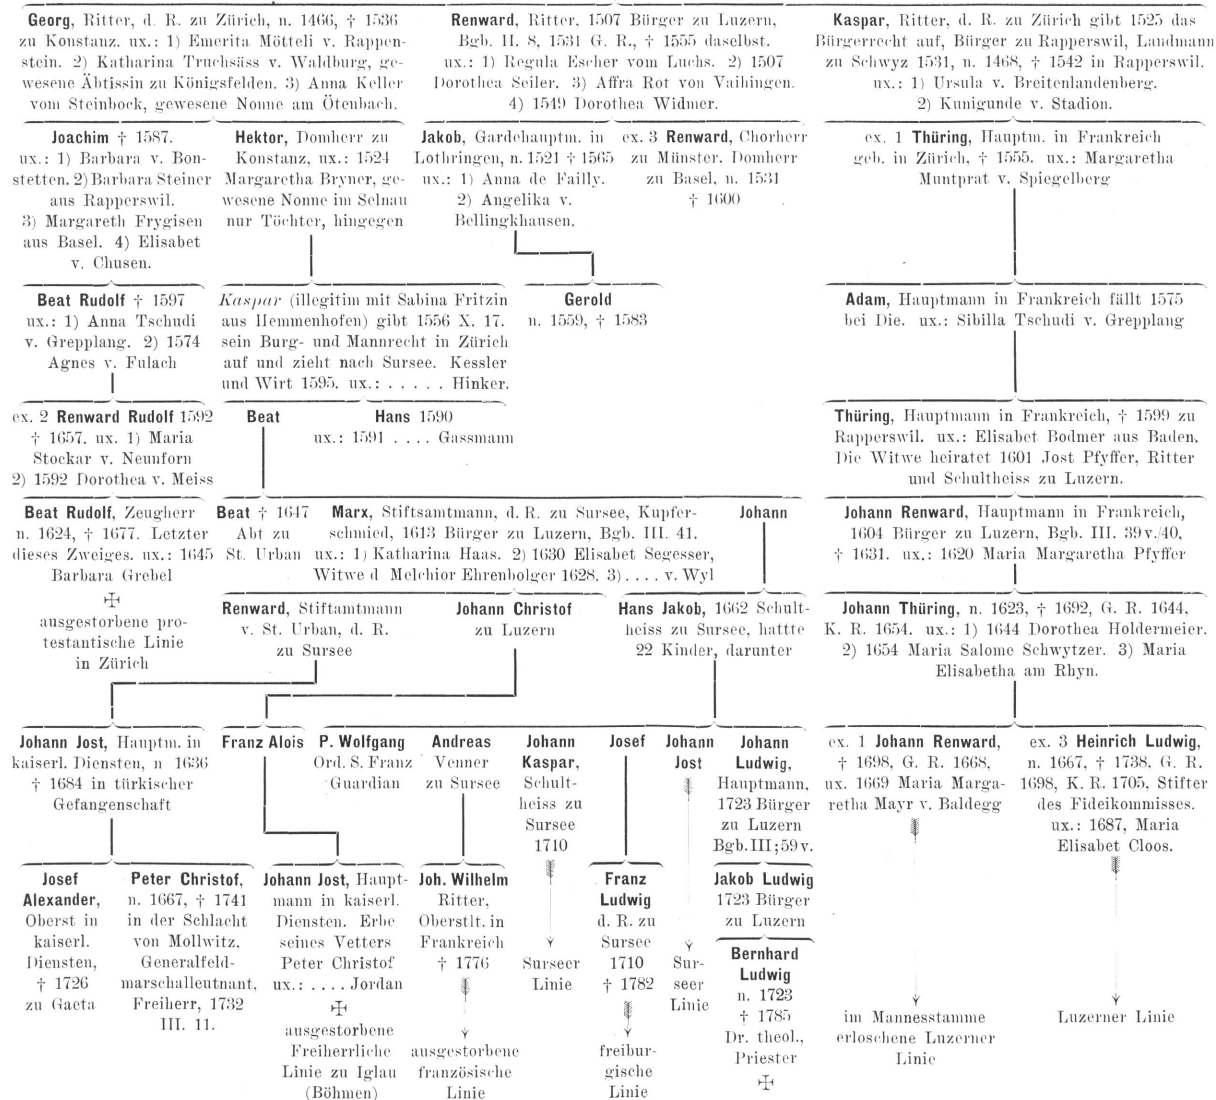 Georg, Ritter, d. R. zu Zürich, n. 1466, † 1536
zu Konstanz. ux.: 1) Emerita Mötteli v. Rappen-
stein. 2) Katharina Truchsäss v. Waldburg, ge-
wesene Äbtissin zu Königsfelden. 3) Anna Keller
vom Steinbock, gewesene Nonne am Ötenbach.
Renward, Ritter, 1507 Bürger zu Luzern,
Bgb. II. 8, 1531 G. R., † 1555 daselbst.
ux.: 1) Regula Escher vom Luchs. 2) 1507
Dorothea Seiler. 3) Affra Rot von Vaihingen.
4) 1549 Dorothea Widmer.
Kaspar, Ritter, d. R. zu Zürich gibt 1525 das
Bürgerrecht auf, Bürger zu Rapperswil, Landmann
zu Schwyz 1531, n. 1468, † 1542 in Rapperswil.
ux.: 1) Ursula v. Breitenlandenberg.
2) Kunigunde v. Stadion.
Joachim † 1587.
ux.: 1) Barbara v. Bon-
stetten. 2) Barbara Steiner
aus Rapperswil.
3) Margareth Frygisen
aus Basel. 4) Elisabet
v. Chusen.
Hektor, Domherr zu
Konstanz, ux.: 1524
Margaretha Bryner, ge-
wesene Nonne im Selnau
nur Töchter, hingegen
Jakob, Gardehauptm. in
Lothringen, n. 1521 † 1565
ux.: 1) Anna de Failly.
2) Angelika v.
Bellingkhausen.
ex. 3 Renward, Chorherr
zu Münster, Domherr
zu Basel, n. 1531
† 1600
ex. 1 Thüring, Hauptm. in Frankreich
geb. in Zürich, † 1555. ux.: Margaretha
Muntprat v. Spiegelberg
Beat Rudolf † 1597
ux.: 1) Anna Tschudi
v. Grepplang. 2) 1574
Agnes v. Fulach
Kaspar (illegitim mit Sabina Fritzin
aus Hemmenhofen) gibt 1556 X. 17.
sein Burg- und Mannrecht in Zürich
auf und zieht nach Sursee. Kessler
und Wirt 1595. ux.: . . . . . Hinker.
Gerold
n. 1559, † 1583
Adam, Hauptmann in Frankreich fällt 1575
bei Die. ux.: Sibilla Tschudi v. Grepplang
ex. 2 Renward Rudolf 1592
† 1657. ux. 1) Maria
Stockar v. Neunforn
2) 1592 Dorothea v. Meiss
Beat
Hans 1590
ux.: 1591 . . . . Gassmann
Thüring, Hauptmann in Frankreich, † 1599 zu
Rapperswil. ux.: Elisabet Bodmer aus Baden.
Die Witwe heiratet 1601 Jost Pfyffer, Ritter
und Schultheiss zu Luzern.
Beat Rudolf, Zeugherr
n. 1624, † 1677. Letzter
dieses Zweiges. ux.: 1645
Barbara Grebel
ausgestorbene pro-
testantische Linie
in Zürich
Beat † 1647
Abt zu
St. Urban
Marx, Stiftsamtmann, d. R. zu Sursee, Kupfer-
schmied, 1613 Bürger zu Luzern, Bgb. III. 41.
ux.: 1) Katharina Haas. 2) 1630 Elisabet Segesser,
Witwe d Melchior Ehrenbolger 1628. 3) . . . . v. Wyl
Johann
Johann Renward, Hauptmann in Frankreich,
1604 Bürger zu Luzern, Bgb. III. 39v./40,
† 1631. ux.: 1620 Maria Margaretha Pfyffer
Renward, Stiftamtmann
v. St. Urban, d. R.
zu Sursee
Johann Christof
zu Luzern
Hans Jakob, 1662 Schult-
heiss zu Sursee, hattte
22 Kinder, darunter
Johann Thüring, n. 1623, † 1692, G. R. 1644,
K. R. 1654. ux.: 1) 1644 Dorothea Holdermeier.
2) 1654 Maria Salome Schwytzer. 3) Maria
Elisabetha am Rhyn.
Johann Jost, Hauptm. in
kaiserl. Diensten, n 1636
† 1684 in türkischer
Gefangenschaft
Franz Alois
P. Wolfgang
Ord. S. Franz
Guardian
Andreas
Venner
zu Sursee
Johann
Kaspar,
Schult-
heiss zu
Sursee
1710
Josef
Johann
Jost
Johann
Ludwig,
Hauptmann,
1723 Bürger
zu Luzern
Bgb. III; 59v.
ex. 1 Johann Renward,
† 1698, G. R. 1668,
ux. 1669 Maria Marga-
retha Mayr v. Baldegg
ex. 3 Heinrich Ludwig,
n. 1667, † 1738, G. R.
1698, K. R. 1705, Stifter
des Fideikommisses.
ux.: 1687, Maria
Elisabet Cloos.
Josef
Alexander,
Oberst in
kaiserl.
Diensten,
† 1726
zu Gaeta
Peter Christof,
n. 1667, † 1741
in der Schlacht
von Mollwitz,
Generalfeld-
marschalleutnant,
Freiherr, 1732
III. 11.
Johann Jost, Haupt-
mann in kaiserl.
Diensten. Erbe
seines Vetters
Peter Christof
ux.: . . . . Jordan
ausgestorbene
Freiherrliche
Linie zu Iglau
(Böhmen)
Joh. Wilhelm
Ritter,
Oberstlt. in
Frankreich
† 1776
ausgestorbene
französische
Linie
Surseer
Linie
Franz
Ludwig
d. R. zu
Sursee
1710
† 1782
freibur-
gische
Linie
Sur-
seer
Linie
Jakob Ludwig
1723 Bürger
zu Luzern
Bernhard
Ludwig
n. 1723
† 1785
Dr. theol.,
Priester
im Mannesstamme
erloschene Luzerner
Linie
Luzerner Linie